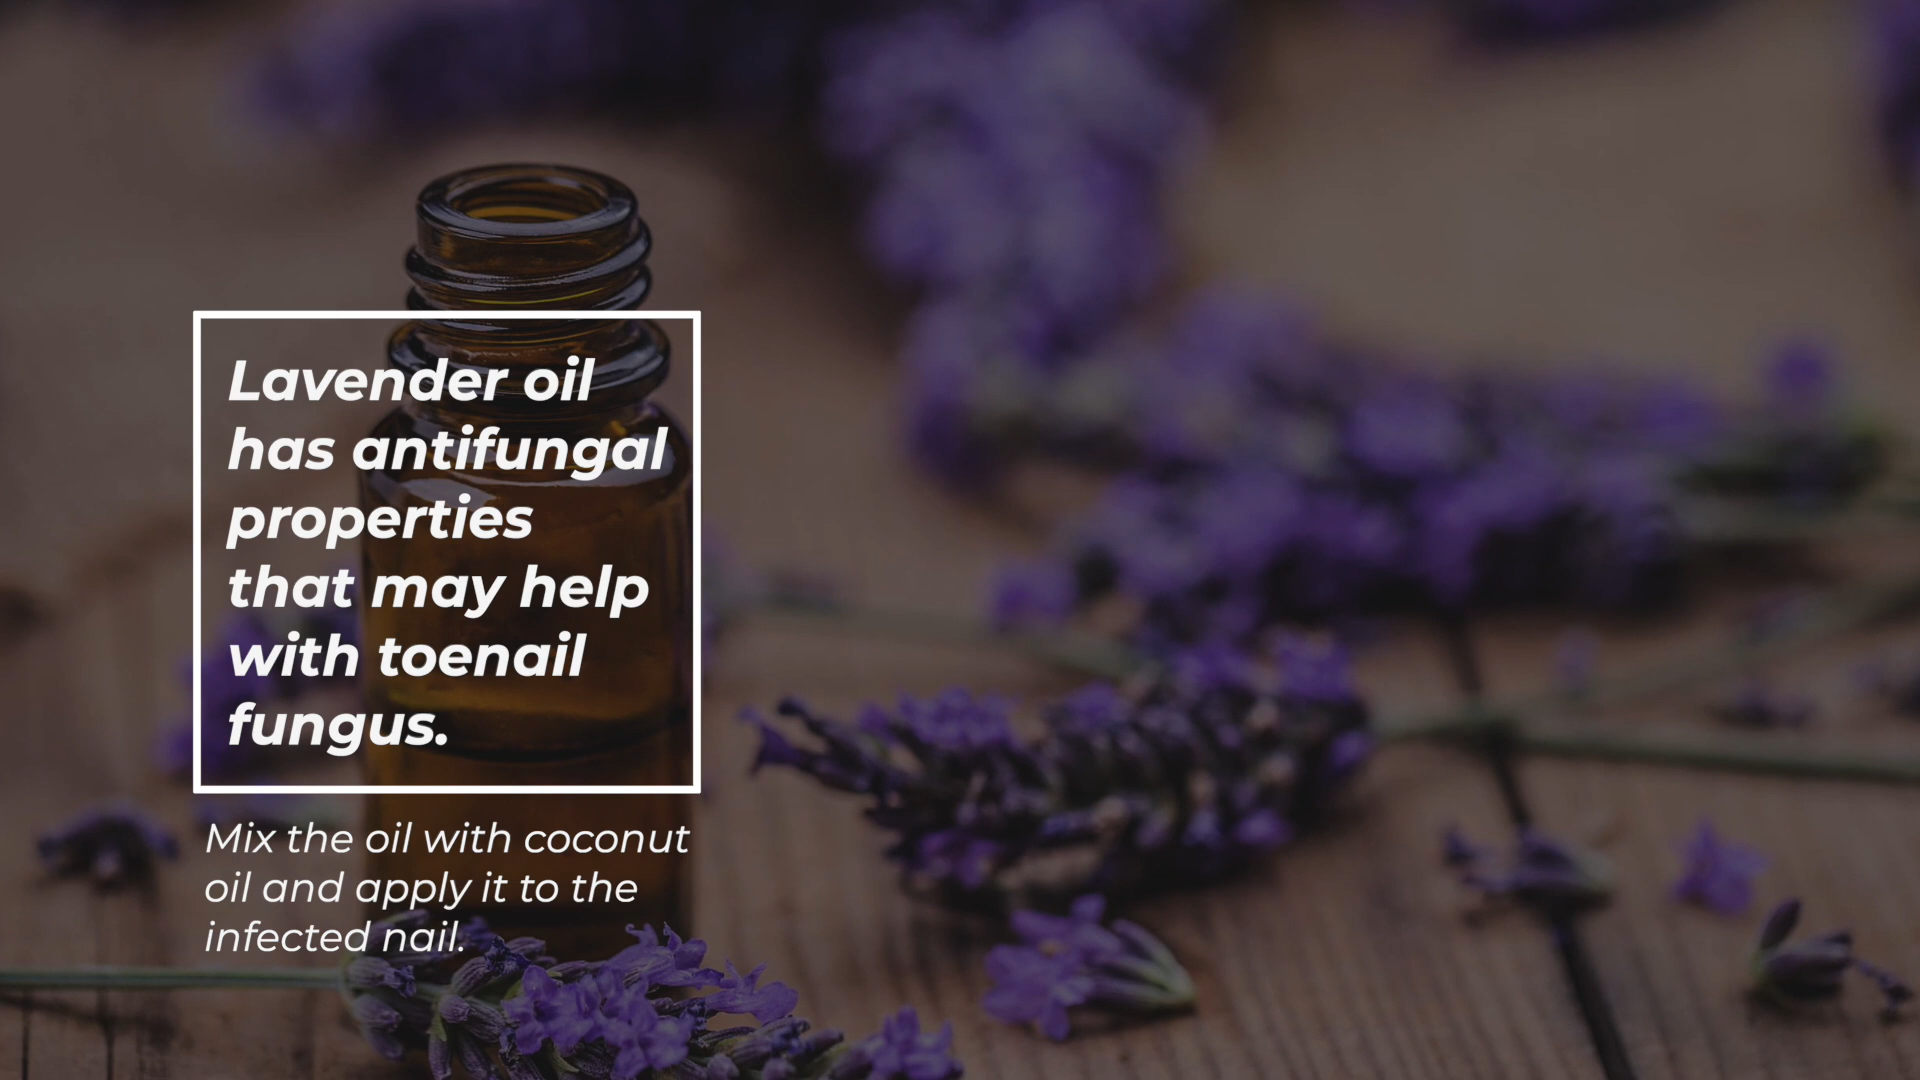 Lavender oil
has antifungal
properties
that may help
with toenail
fungus.
Mix the oil with coconut
oil and apply it to the
infected nail.